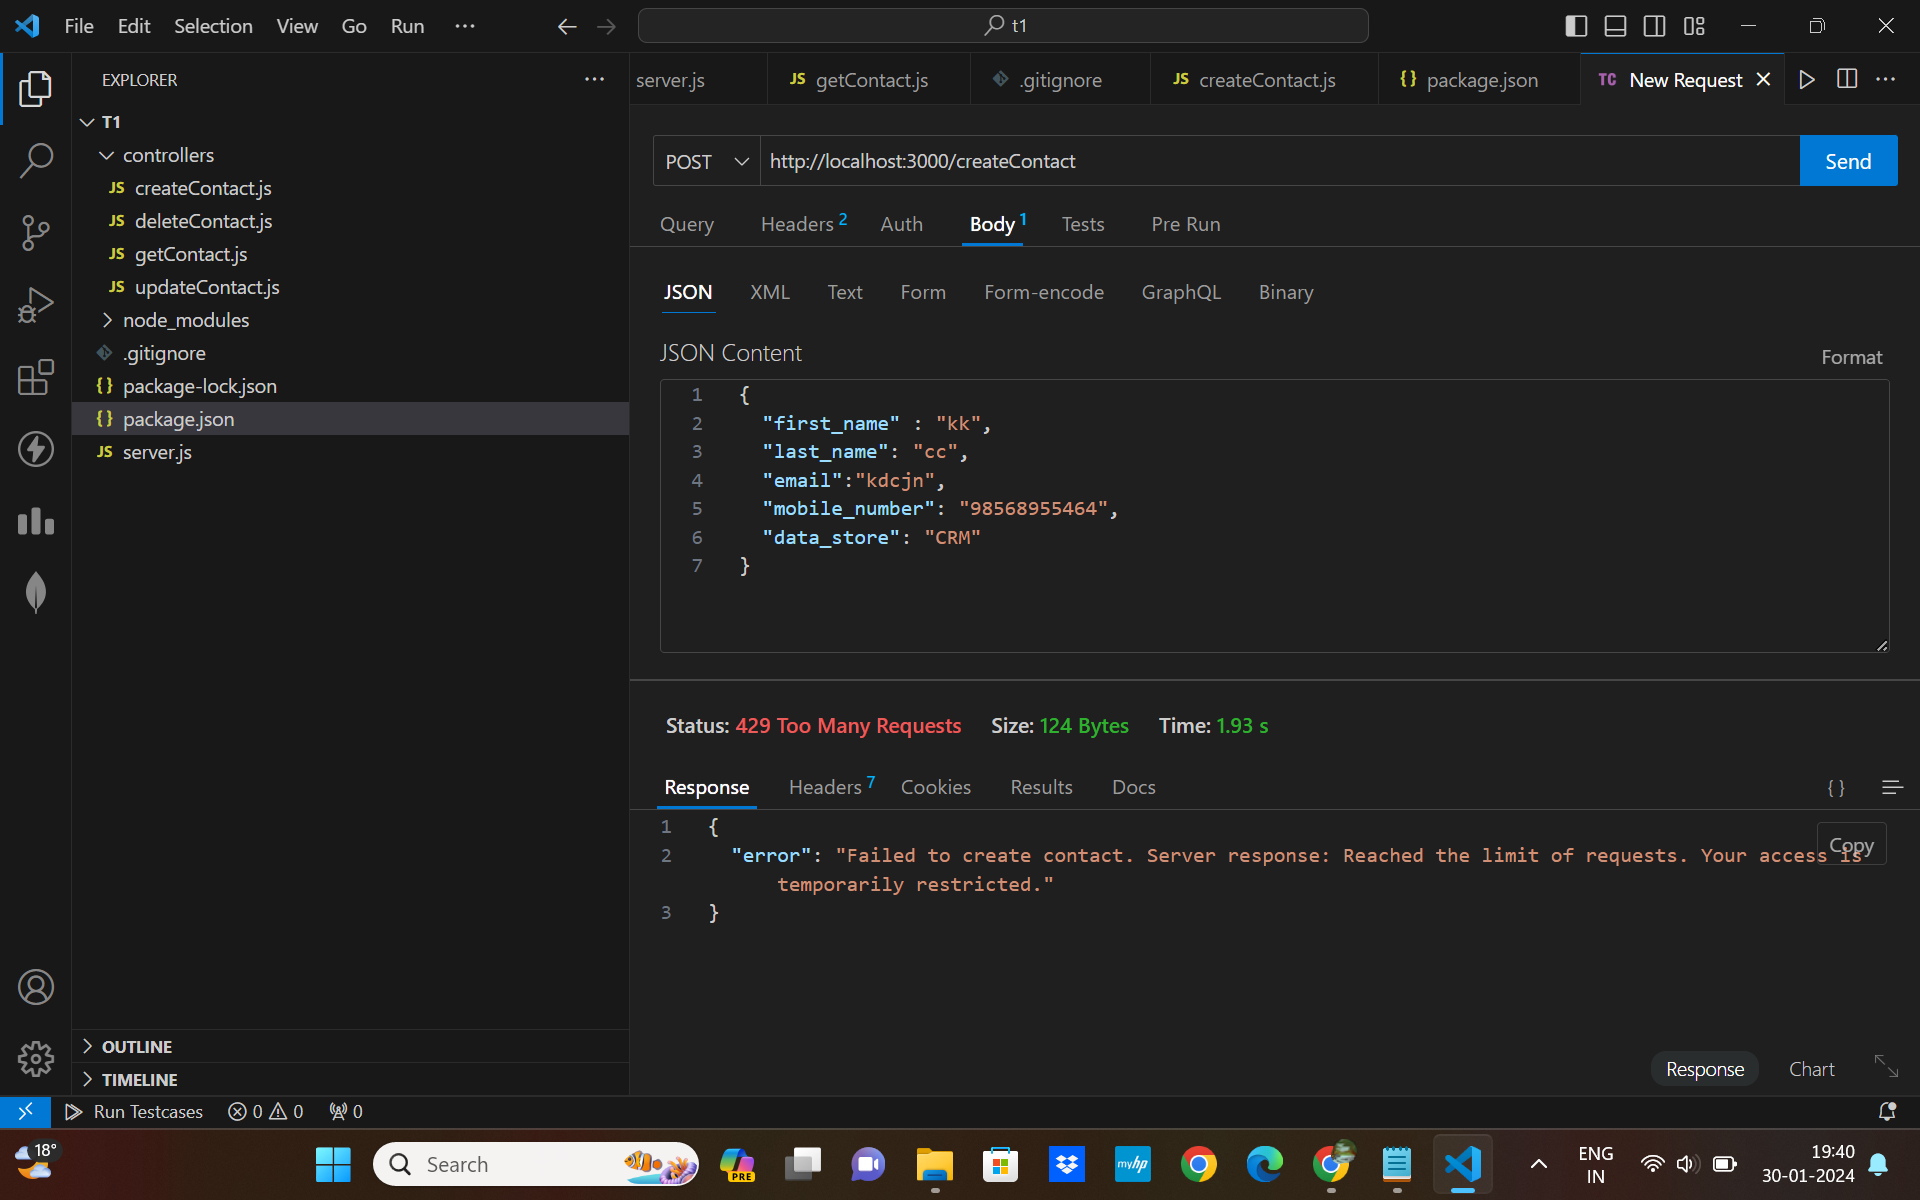 File Edit Selection View Go Run ···
t1
EXPLORER ···
T1
controllers
JS createContact.js
JS deleteContact.js
JS getContact.js
JS updateContact.js
node_modules
.gitignore
{} package-lock.json
{} package.json
JS server.js
OUTLINE
TIMELINE
server.js JS getContact.js .gitignore JS createContact.js {} package.json TC New Request
POST http://localhost:3000/createContact Send
Query Headers 2 Auth Body 1 Tests Pre Run
JSON XML Text Form Form-encode GraphQL Binary
JSON Content
Format
1 {
2 "first_name" : "kk",
3 "last_name": "cc",
4 "email":"kdcjn",
5 "mobile_number": "98568955464",
6 "data_store": "CRM"
7 }
Status: 429 Too Many Requests Size: 124 Bytes Time: 1.93 s
Response Headers 7 Cookies Results Docs { }
1 {
Copy
2 "error": "Failed to create contact. Server response: Reached the limit of requests. Your access is
temporarily restricted."
3 }
Response Chart
Run Testcases 0 0 0
18°
Search
PRE
myhp
ENG
IN
19:40
30-01-2024